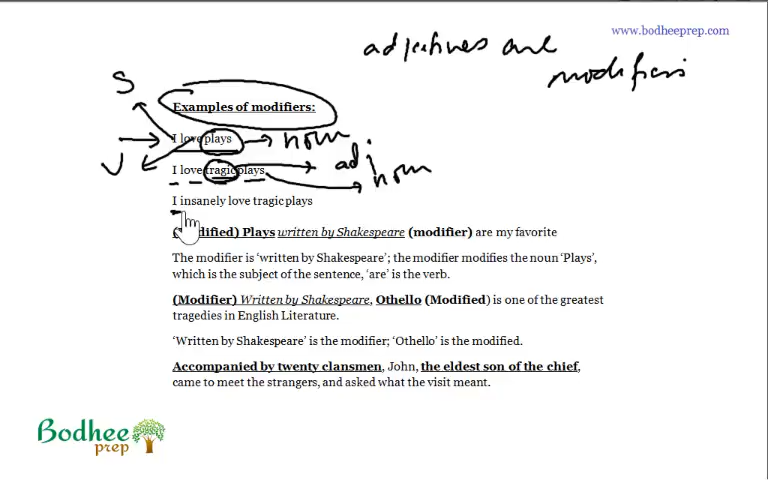 www.bodheeprep.com
adjectives are
modifiers
S
Examples of modifiers:
I love plays noun
V
I love tragic plays adj
noun
I insanely love tragic plays
dified) Plays written by Shakespeare (modifier) are my favorite
The modifier is ‘written by Shakespeare’; the modifier modifies the noun ‘Plays’,
which is the subject of the sentence, ‘are’ is the verb.
(Modifier) Written by Shakespeare, Othello (Modified) is one of the greatest
tragedies in English Literature.
‘Written by Shakespeare’ is the modifier; ‘Othello’ is the modified.
Accompanied by twenty clansmen, John, the eldest son of the chief,
came to meet the strangers, and asked what the visit meant.
Bodhee
prep